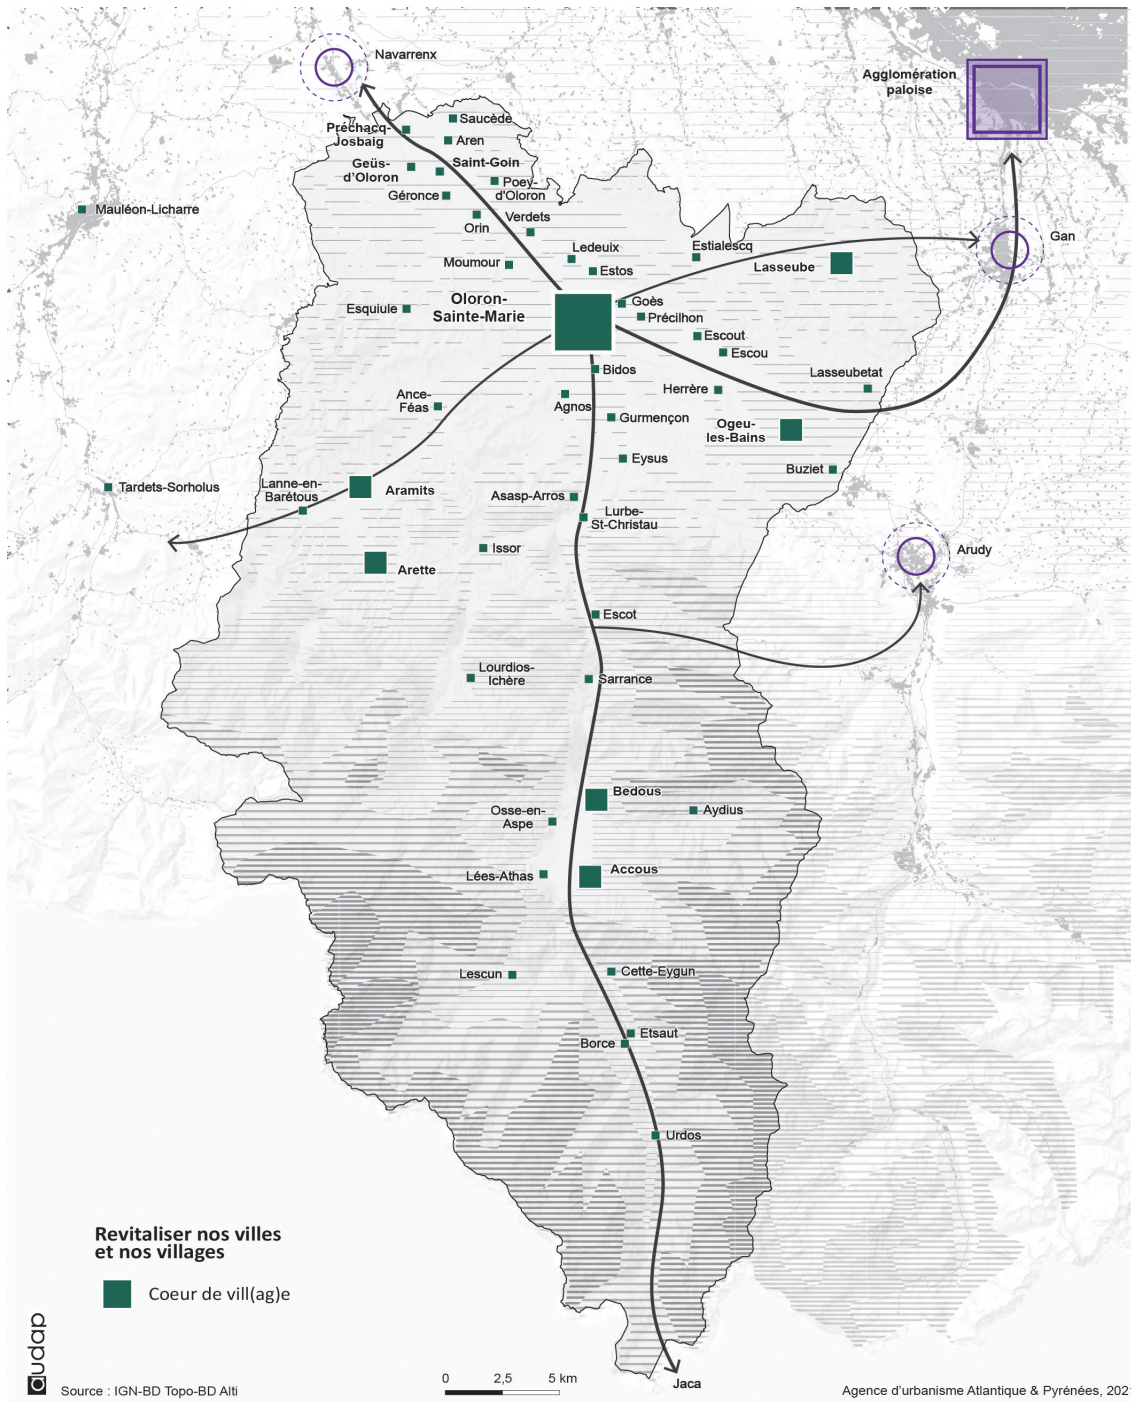 Navarrenx
Agglomération
paloise
Saucède
Préchacq-
Josbaig
Aren
Geüs-
d'Oloron
Saint-Goin
Poey-
d'Oloron
Géronce
Mauléon-Licharre
Orin
Verdets
Gan
Ledeuix
Estialescq
Moumour
Estos
Lasseube
Oloron-
Sainte-Marie
Goès
Esquiule
Précilhon
Escout
Escou
Bidos
Lasseubetat
Herrère
Ance-
Féas
Agnos
Gurmençon
Ogeu-
les-Bains
Eysus
Buziet
Tardets-Sorholus
Lanne-en-
Barétous
Aramits
Asasp-Arros
Lurbe-
St-Christau
Issor
Arudy
Arette
Escot
Lourdios-
Ichère
Sarrance
Bedous
Osse-en-
Aspe
Aydius
Accous
Lées-Athas
Lescun
Cette-Eygun
Etsaut
Borce
Urdos
Revitaliser nos villes
et nos villages
Coeur de vill(ag)e
audap
Source : IGN-BD Topo-BD Alti
0 2,5 5 km
Jaca
Agence d'urbanisme Atlantique & Pyrénées, 202